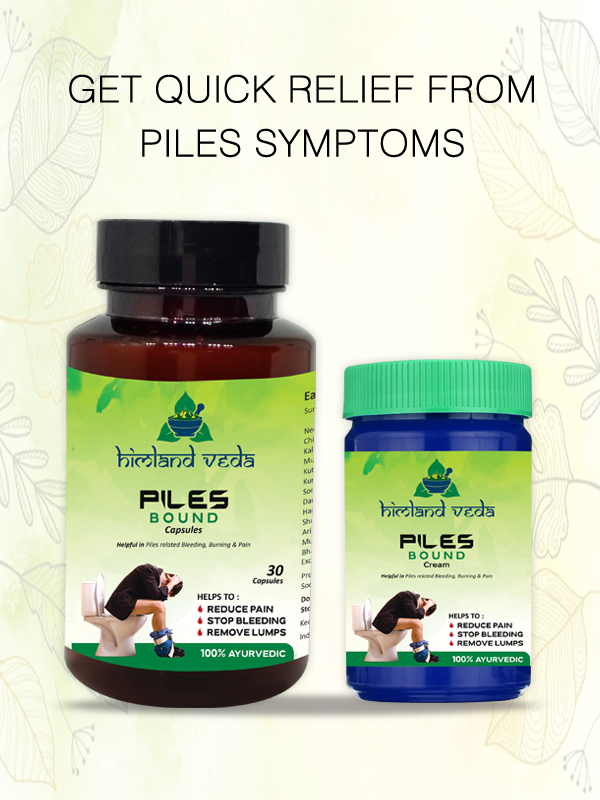 GET QUICK RELIEF FROM
PILES SYMPTOMS
himland veda
PILES
BOUND
Capsules
Helpful in Piles related Bleeding, Burning & Pain
30
Capsules
HELPS TO :
REDUCE PAIN
STOP BLEEDING
REMOVE LUMPS
100% AYURVEDIC
himland veda
PILES
BOUND
Cream
Helpful in Piles related Bleeding, Burning & Pain
HELPS TO :
REDUCE PAIN
STOP BLEEDING
REMOVE LUMPS
100% AYURVEDIC